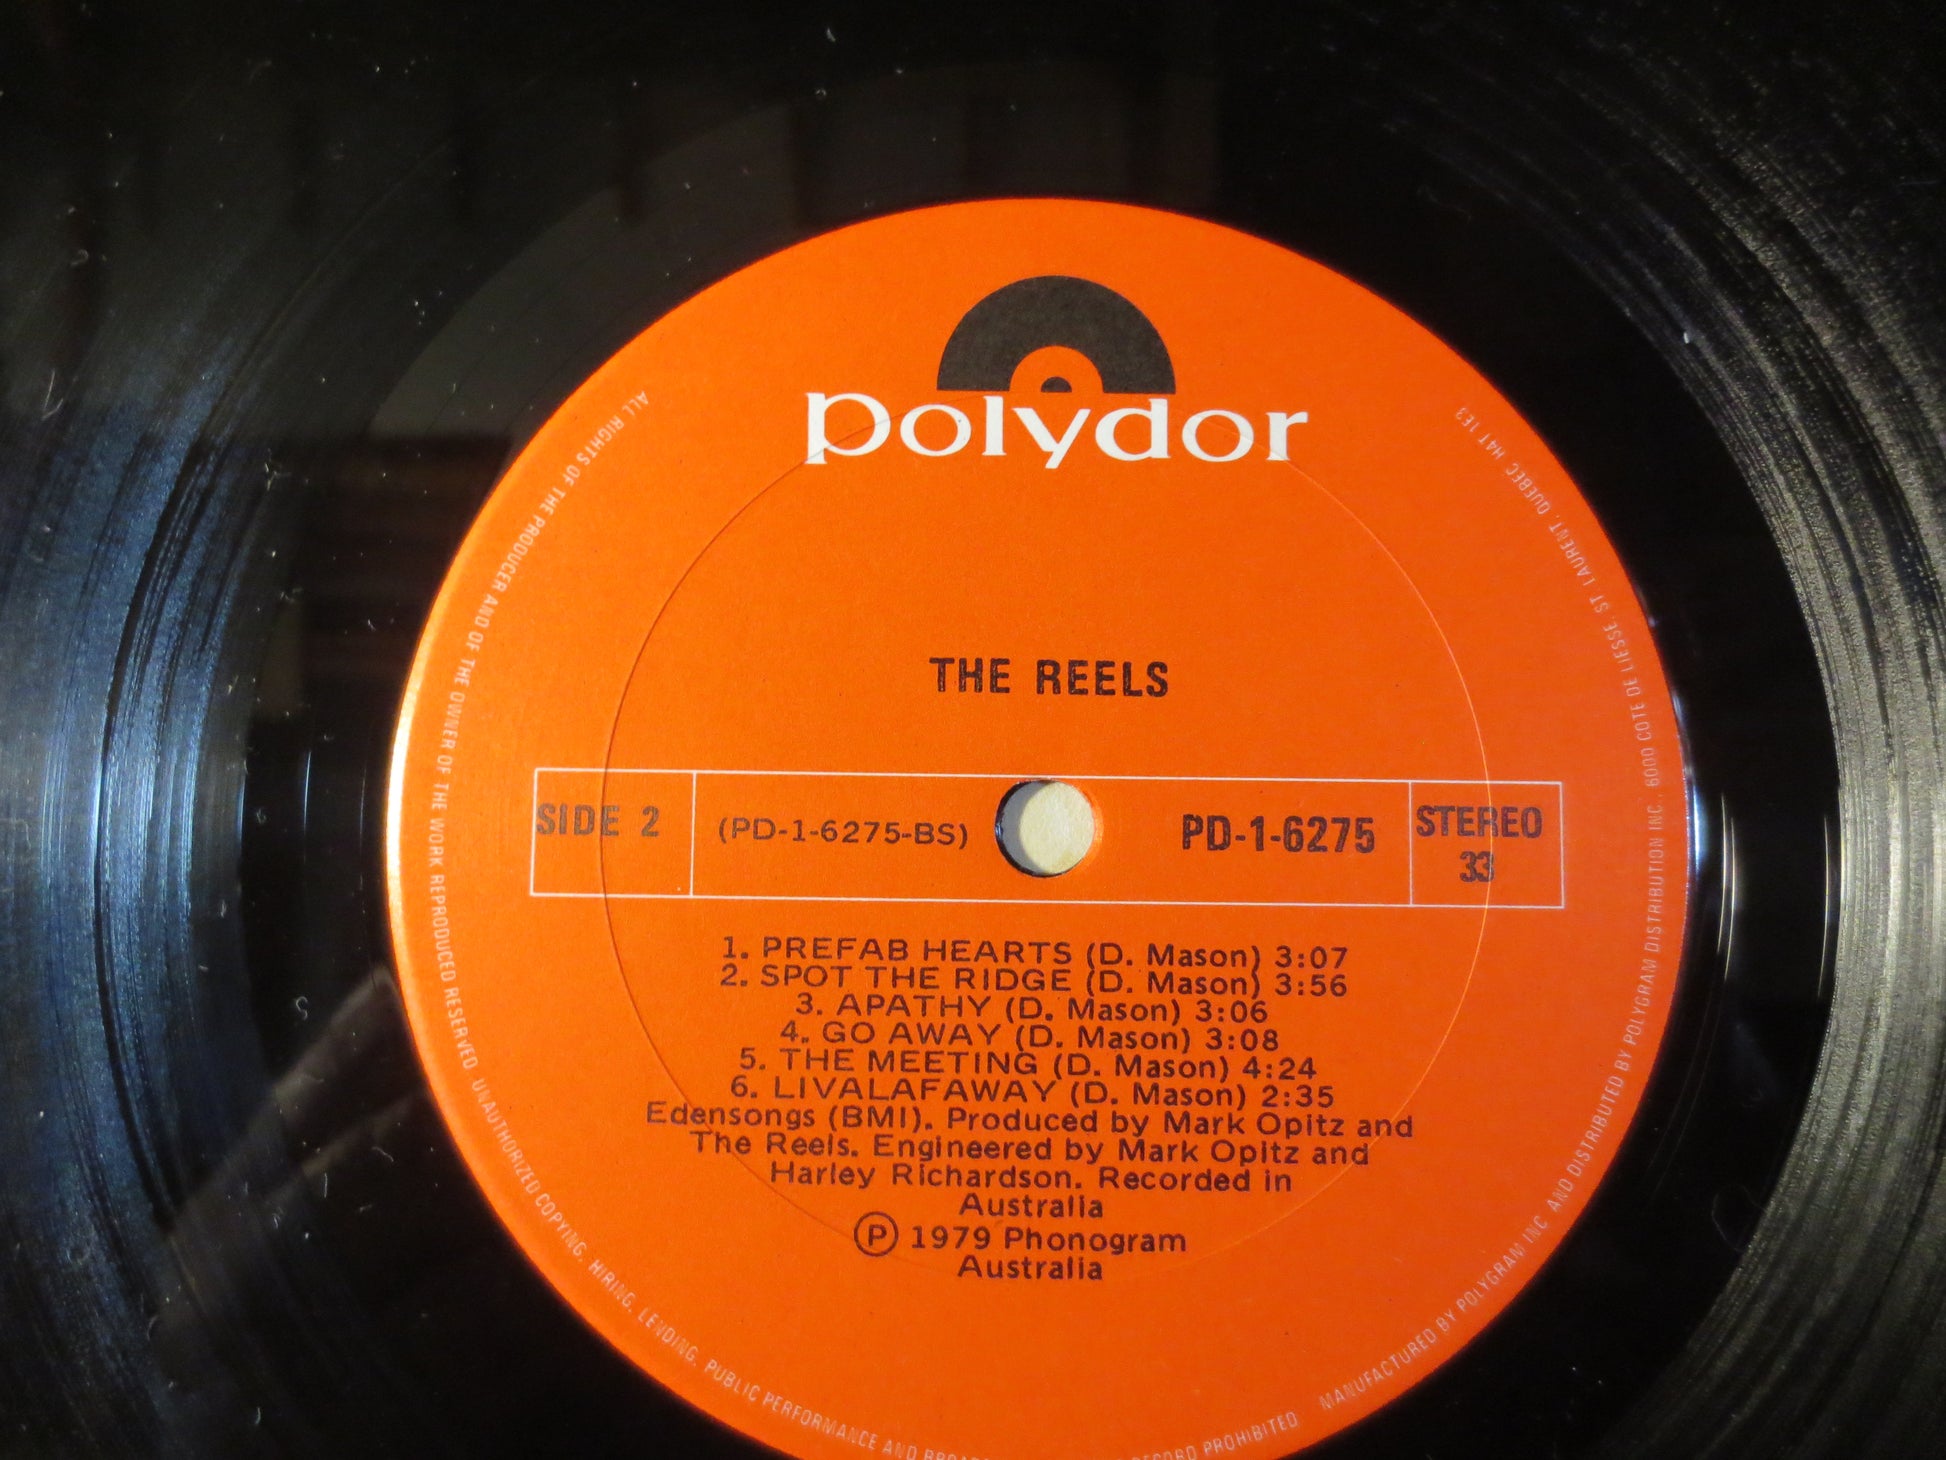 polydor
THE REELS
SIDE 2
(PD-1-6275-BS)
PD-1-6275
STEREO
33
1. PREFAB HEARTS (D. Mason) 3:07
2. SPOT THE RIDGE (D. Mason) 3:56
3. APATHY (D. Mason) 3:06
4. GO AWAY (D. Mason) 3:08
5. THE MEETING (D. Mason) 4:24
6. LIVALAFAWAY (D. Mason) 2:35
Edensongs (BMI). Produced by Mark Opitz and
The Reels. Engineered by Mark Opitz and
Harley Richardson. Recorded in
Australia
Ⓟ 1979 Phonogram
Australia
ALL RIGHTS OF THE PRODUCER AND OF THE OWNER OF THE WORK REPRODUCED RESERVED. UNAUTHORIZED COPYING, HIRING, LENDING, PUBLIC PERFORMANCE AND RECORD PROHIBITED
MANUFACTURED BY POLYGRAM INC. AND DISTRIBUTED BY POLYGRAM DISTRIBUTION INC., 6000 COTE DE LIESSE, ST. LAURENT, QUEBEC H4T 1E3